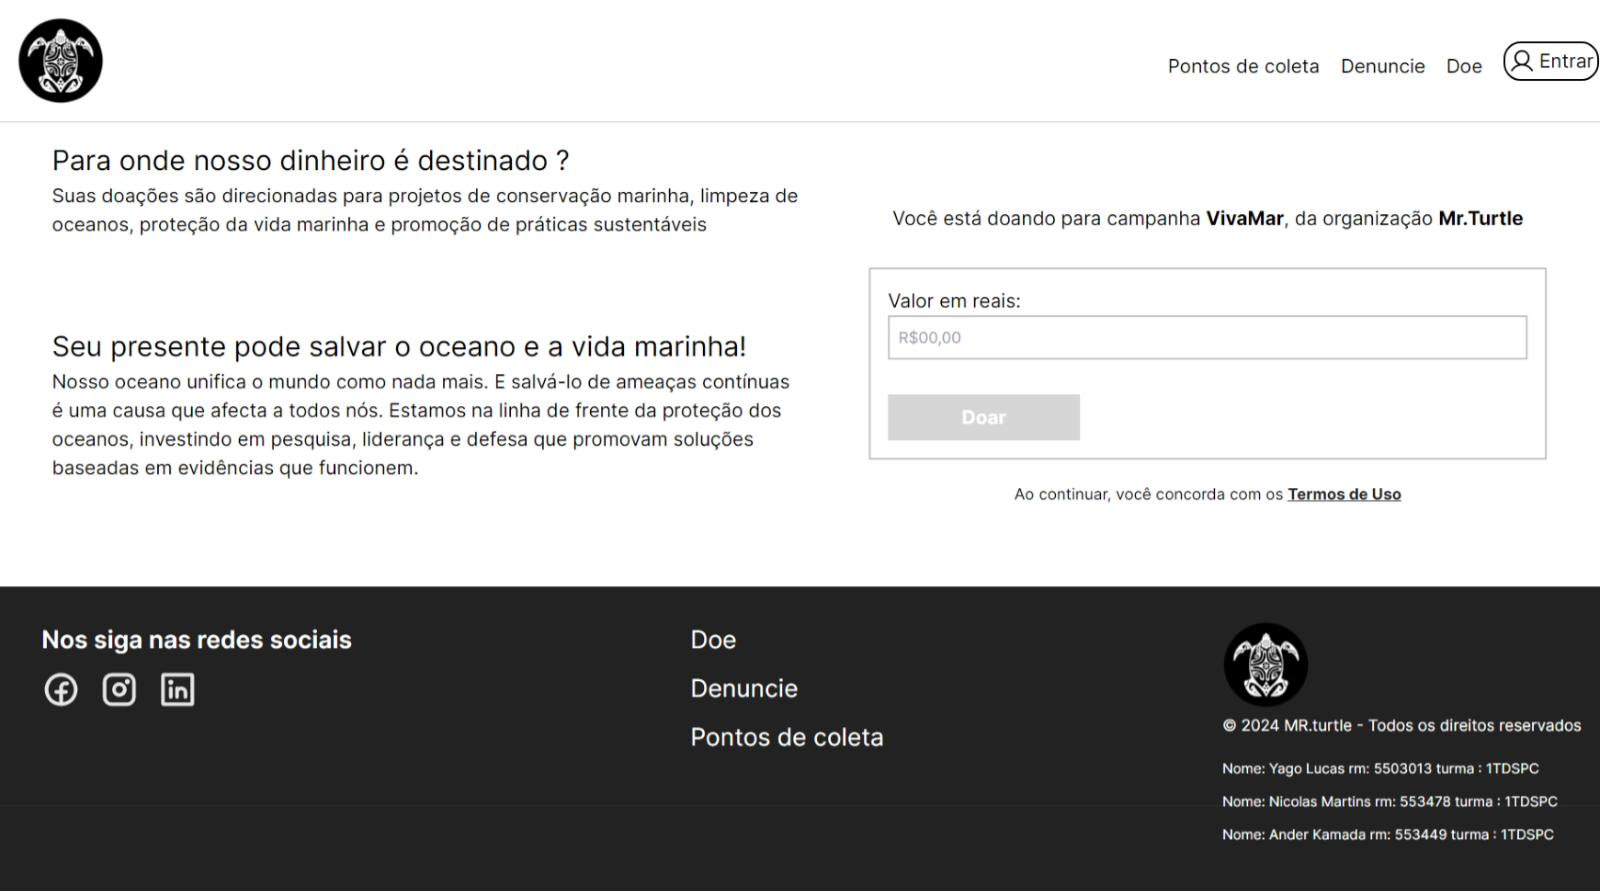 Pontos de coleta Denuncie Doe Entrar
Para onde nosso dinheiro é destinado ?
Suas doações são direcionadas para projetos de conservação marinha, limpeza de
oceanos, proteção da vida marinha e promoção de práticas sustentáveis
Seu presente pode salvar o oceano e a vida marinha!
Nosso oceano unifica o mundo como nada mais. E salvá-lo de ameaças contínuas
é uma causa que afecta a todos nós. Estamos na linha de frente da proteção dos
oceanos, investindo em pesquisa, liderança e defesa que promovam soluções
baseadas em evidências que funcionem.
Você está doando para campanha VivaMar, da organização Mr.Turtle
Valor em reais:
R$00,00
Doar
Ao continuar, você concorda com os Termos de Uso
Nos siga nas redes sociais
Doe
Denuncie
Pontos de coleta
© 2024 MR.turtle - Todos os direitos reservados
Nome: Yago Lucas rm: 5503013 turma : 1TDSPC
Nome: Nicolas Martins rm: 553478 turma : 1TDSPC
Nome: Ander Kamada rm: 553449 turma : 1TDSPC